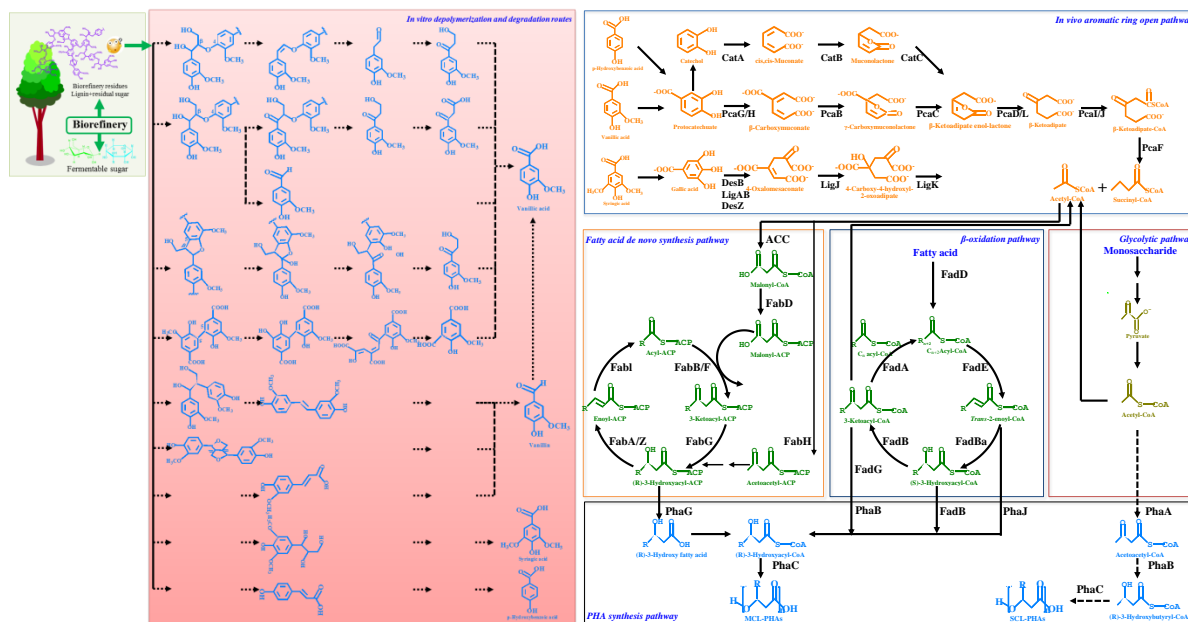 In vitro depolymerization and degradation routes
Biorefinery residues
Lignin+residual sugar
Biorefinery
Fermentable sugar
Vanillic acid
Vanillin
Syringic acid
p-Hydroxybenzoic acid
In vivo aromatic ring open pathway
p-Hydroxybenzoic acid
Catechol
CatA
cis,cis-Muconate
CatB
Muconolactone
CatC
Vanillic acid
Protocatechuate
PcaG/H
β-Carboxymuconate
PcaB
γ-Carboxymuconolactone
PcaC
β-Ketoadipate enol-lactone
PcaD/L
β-Ketoadipate
PcaI/J
β-Ketoadipate-CoA
PcaF
Syringic acid
Gallic acid
DesB
LigAB
DesZ
4-Oxalomesaconate
LigJ
4-Carboxy-4-hydroxyl-
2-oxoadipate
LigK
Acetyl-CoA
+
Succinyl-CoA
Fatty acid de novo synthesis pathway
ACC
Malonyl-CoA
FabD
Malonyl-ACP
Acyl-ACP
FabI
FabB/F
Enoyl-ACP
3-Ketoacyl-ACP
FabA/Z
FabG
FabH
(R)-3-Hydroxyacyl-ACP
Acetoacetyl-ACP
β-oxidation pathway
Fatty acid
FadD
Cn acyl-CoA
Cn+2Acyl-CoA
FadA
FadE
3-Ketoacyl-CoA
Trans-2-enoyl-CoA
FadB
FadBa
FadG
(S)-3-Hydroxyacyl-CoA
Glycolytic pathway
Monosaccharide
Pyruvate
Acetyl-CoA
PhaG
PhaB
FadB
PhaJ
PhaA
(R)-3-Hydroxy fatty acid
(R)-3-Hydroxyacyl-CoA
Acetoacetyl-CoA
PhaC
PhaB
PhaC
PHA synthesis pathway
MCL-PHAs
SCL-PHAs
(R)-3-Hydroxybutyryl-CoA